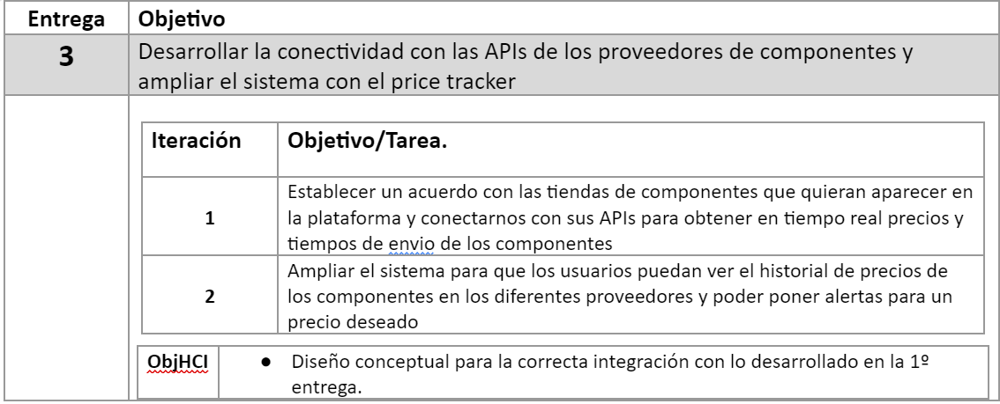 Entrega Objetivo
3 Desarrollar la conectividad con las APIs de los proveedores de componentes y
ampliar el sistema con el price tracker
Iteración Objetivo/Tarea.
1 Establecer un acuerdo con las tiendas de componentes que quieran aparecer en
la plataforma y conectarnos con sus APIs para obtener en tiempo real precios y
tiempos de envio de los componentes
2 Ampliar el sistema para que los usuarios puedan ver el historial de precios de
los componentes en los diferentes proveedores y poder poner alertas para un
precio deseado
ObjHCI ● Diseño conceptual para la correcta integración con lo desarrollado en la 1º
entrega.